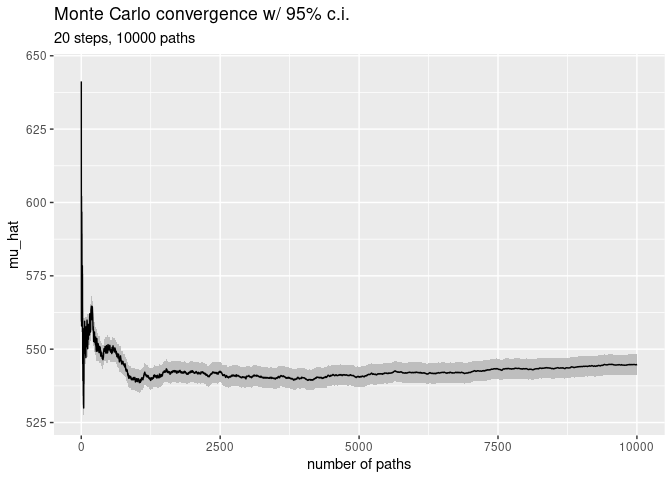 Monte Carlo convergence w/ 95% c.i.
20 steps, 10000 paths
650
625
600
575
550
525
mu_hat
0
2500
5000
7500
10000
number of paths